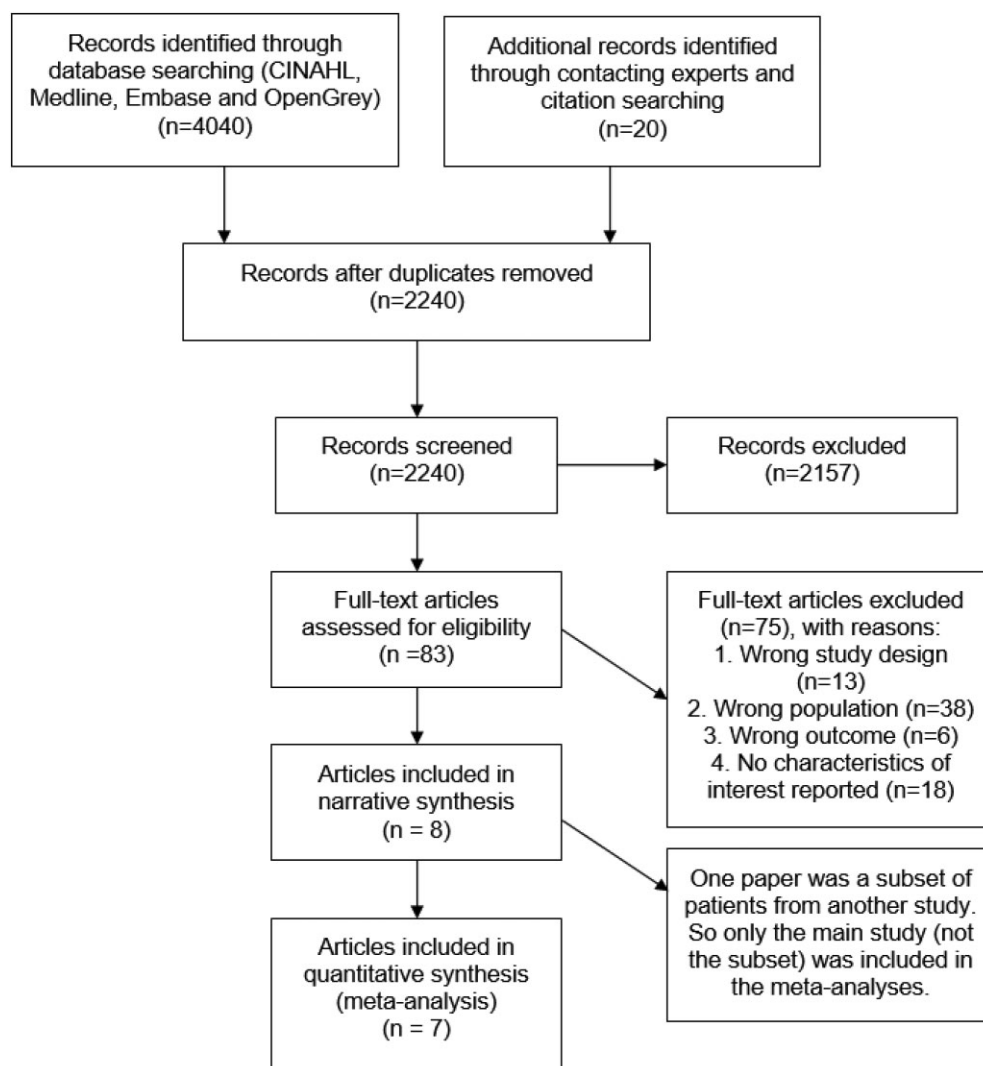 Records identified through
database searching (CINAHL,
Medline, Embase and OpenGrey)
(n=4040)
Additional records identified
through contacting experts and
citation searching
(n=20)
Records after duplicates removed
(n=2240)
Records screened
(n=2240)
Records excluded
(n=2157)
Full-text articles
assessed for eligibility
(n =83)
Full-text articles excluded
(n=75), with reasons:
1. Wrong study design
(n=13)
2. Wrong population (n=38)
3. Wrong outcome (n=6)
4. No characteristics of
interest reported (n=18)
Articles included in
narrative synthesis
(n = 8)
One paper was a subset of
patients from another study.
So only the main study (not
the subset) was included in
the meta-analyses.
Articles included in
quantitative synthesis
(meta-analysis)
(n = 7)